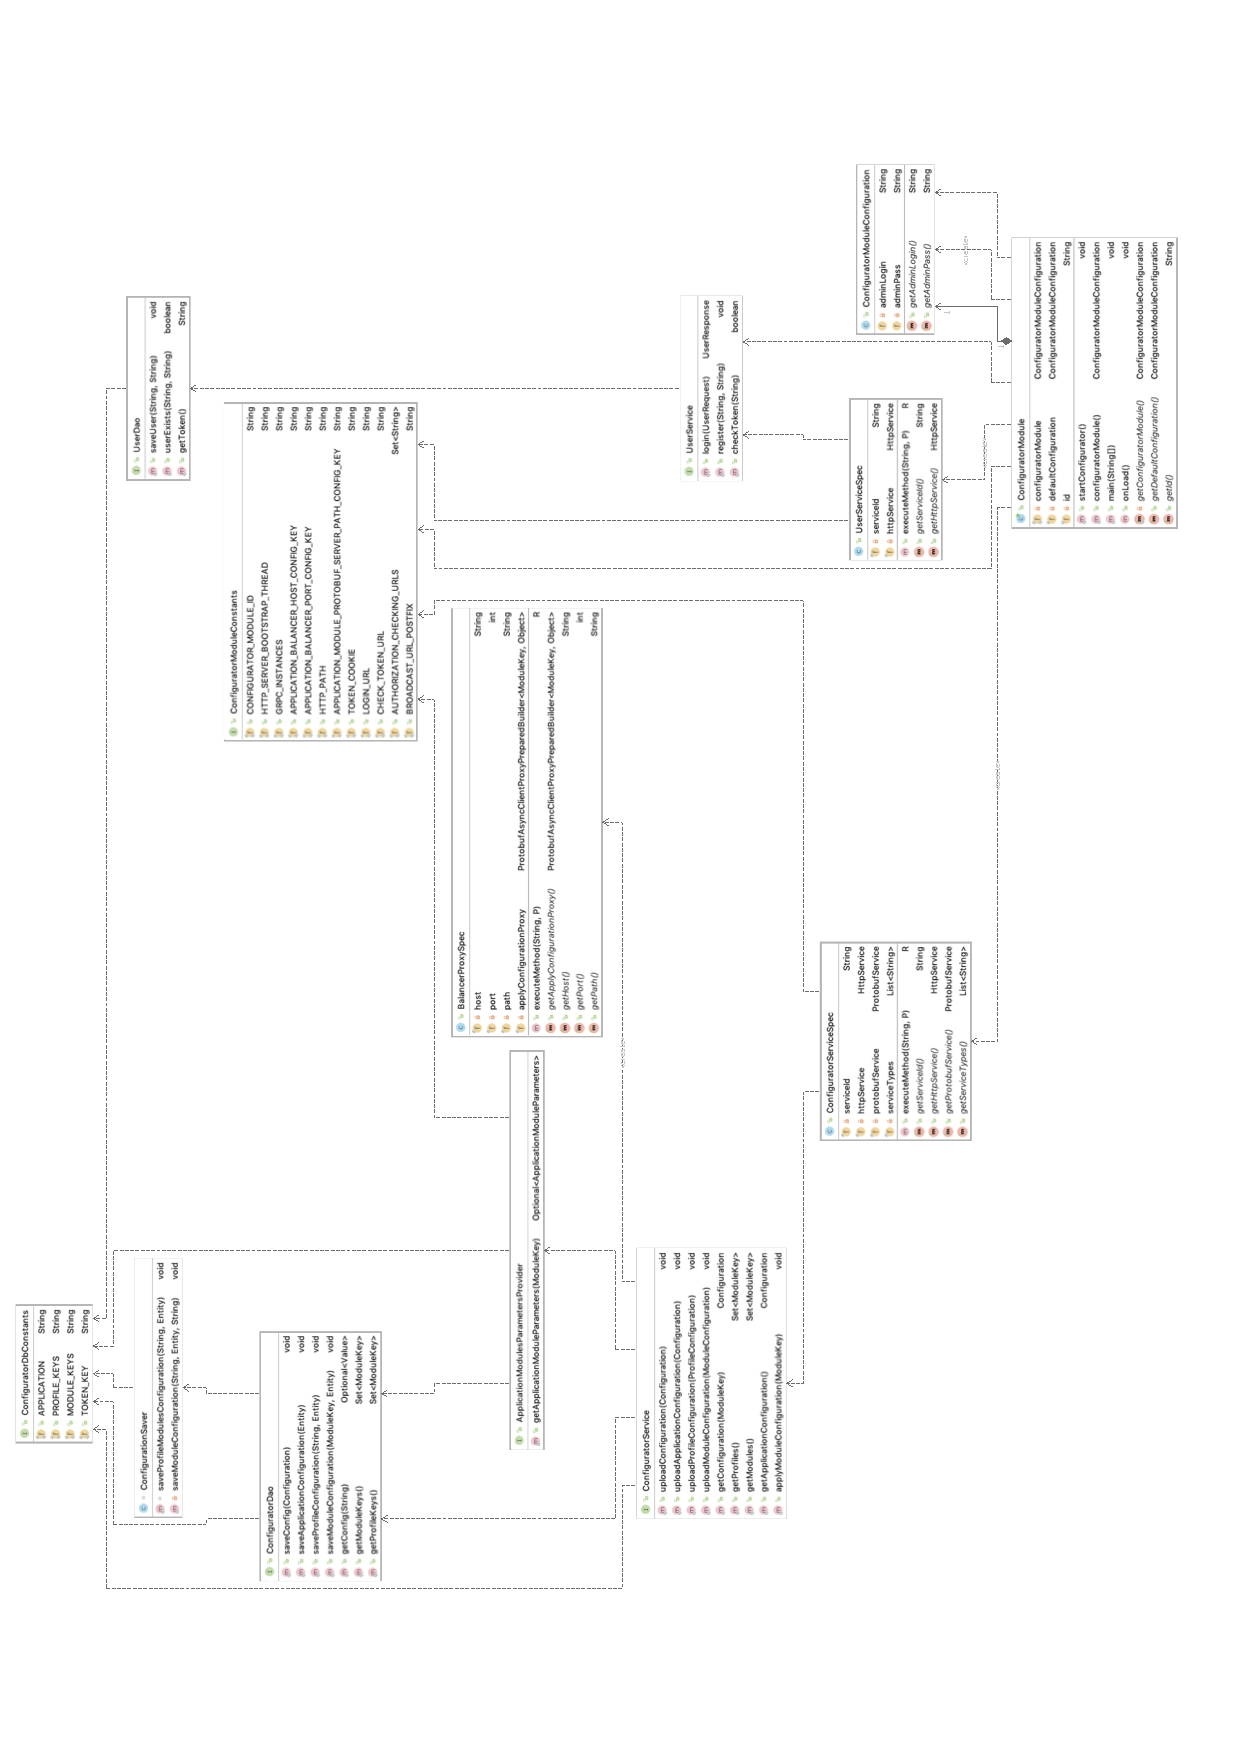 ConfiguratorDbConstants
APPLICATION String
PROFILE_KEYS String
MODULE_KEYS String
TOKEN_KEY String
UserDao
saveUser(String, String) void
userExists(String, String) boolean
getToken() String
ConfigurationSaver
saveProfileModulesConfiguration(String, Entity) void
saveModuleConfiguration(String, Entity, String) void
ConfiguratorModuleConstants
CONFIGURATOR_MODULE_ID String
HTTP_SERVER_BOOTSTRAP_THREAD String
GRPC_INSTANCES String
APPLICATION_BALANCER_HOST_CONFIG_KEY String
APPLICATION_BALANCER_PORT_CONFIG_KEY String
HTTP_PATH String
APPLICATION_MODULE_PROTOBUF_SERVER_PATH_CONFIG_KEY String
TOKEN_COOKIE String
LOGIN_URL String
CHECK_TOKEN_URL String
AUTHORIZATION_CHECKING_URLS Set<String>
BROADCAST_URL_POSTFIX String
ConfiguratorDao
saveConfig(Configuration) void
saveApplicationConfiguration(Entity) void
saveProfileConfiguration(String, Entity) void
saveModuleConfiguration(ModuleKey, Entity) void
getConfig(String) Optional<Value>
getModuleKeys() Set<ModuleKey>
getProfileKeys() Set<ModuleKey>
BalancerProxySpec
host String
port int
path String
applyConfigurationProxy ProtobufAsyncClientProxyPreparedBuilder<ModuleKey, Object>
executeMethod(String, P) R
getApplyConfigurationProxy() ProtobufAsyncClientProxyPreparedBuilder<ModuleKey, Object>
getHost() String
getPort() int
getPath() String
ApplicationModulesParametersProvider
getApplicationModuleParameters(ModuleKey) Optional<ApplicationModuleParameters>
UserService
login(UserRequest) UserResponse
register(String, String) void
checkToken(String) boolean
ConfiguratorService
uploadConfiguration(Configuration) void
uploadApplicationConfiguration(Configuration) void
uploadProfileConfiguration(ProfileConfiguration) void
uploadModuleConfiguration(ModuleConfiguration) void
getConfiguration(ModuleKey) Configuration
getProfiles() Set<ModuleKey>
getModules() Set<ModuleKey>
getApplicationConfiguration() Configuration
applyModuleConfiguration(ModuleKey) void
ConfiguratorModuleConfiguration
adminLogin String
adminPass String
getAdminLogin() String
getAdminPass() String
UserServiceSpec
serviceId String
httpService HttpService
executeMethod(String, P) R
getServiceId() String
getHttpService() HttpService
ConfiguratorServiceSpec
serviceId String
httpService HttpService
protobufService ProtobufService
serviceTypes List<String>
executeMethod(String, P) R
getServiceId() String
getHttpService() HttpService
getProtobufService() ProtobufService
getServiceTypes() List<String>
«create»
1
1
ConfiguratorModule
configuratorModule ConfiguratorModuleConfiguration
defaultConfiguration ConfiguratorModuleConfiguration
id String
startConfigurator() void
configuratorModule() ConfiguratorModuleConfiguration
main(String[]) void
onLoad() void
getConfiguratorModule() ConfiguratorModuleConfiguration
getDefaultConfiguration() ConfiguratorModuleConfiguration
getId() String